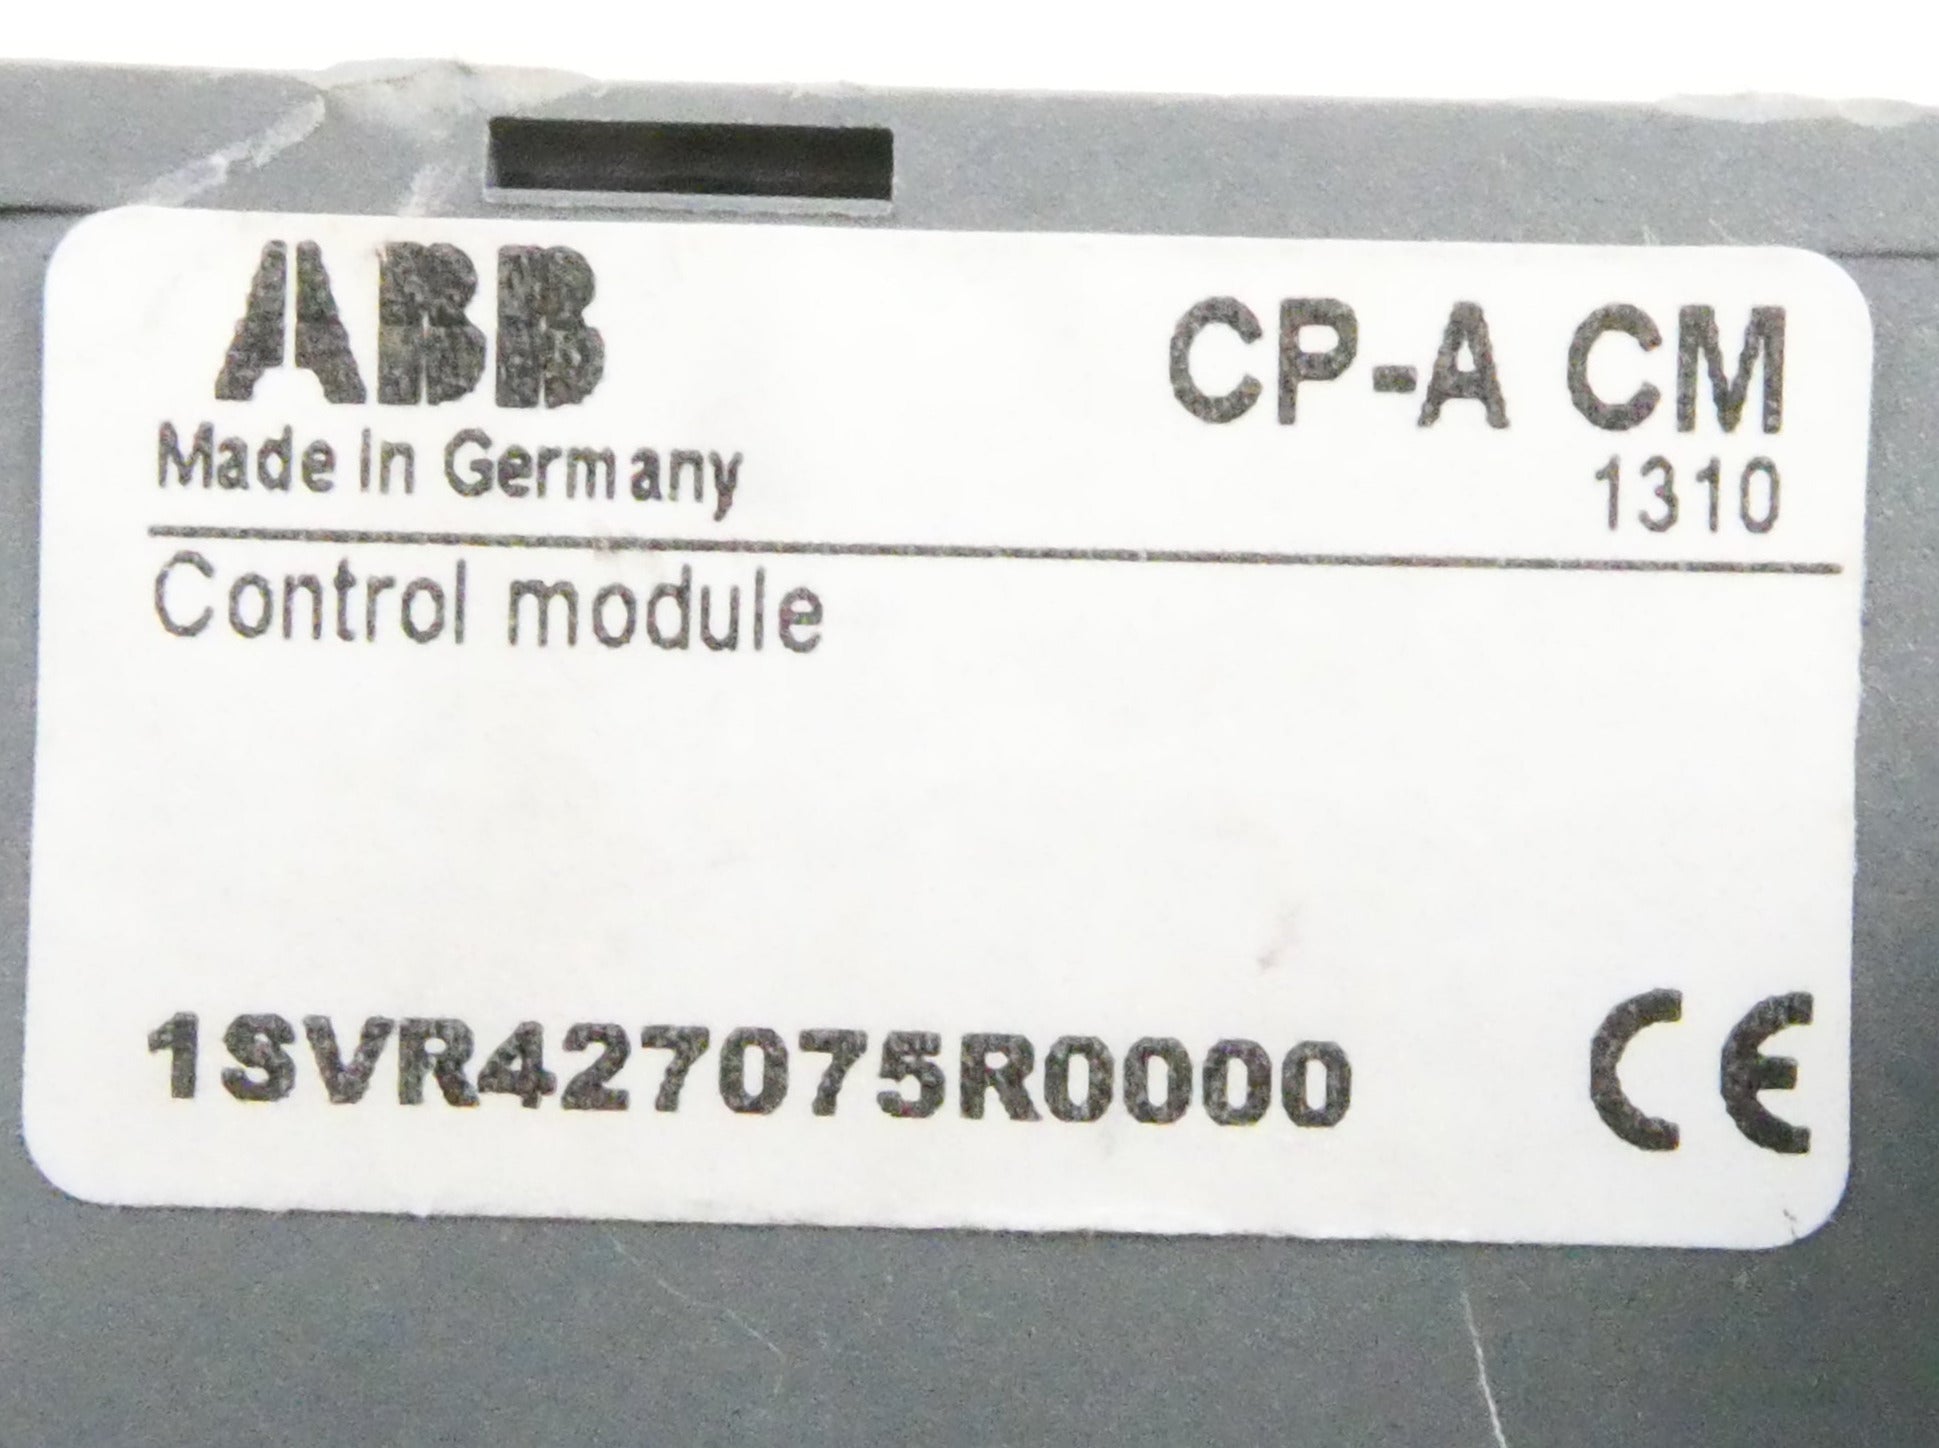 ABB
CP-A CM
Made in Germany
1310
Control module
1SVR427075R0000
CE